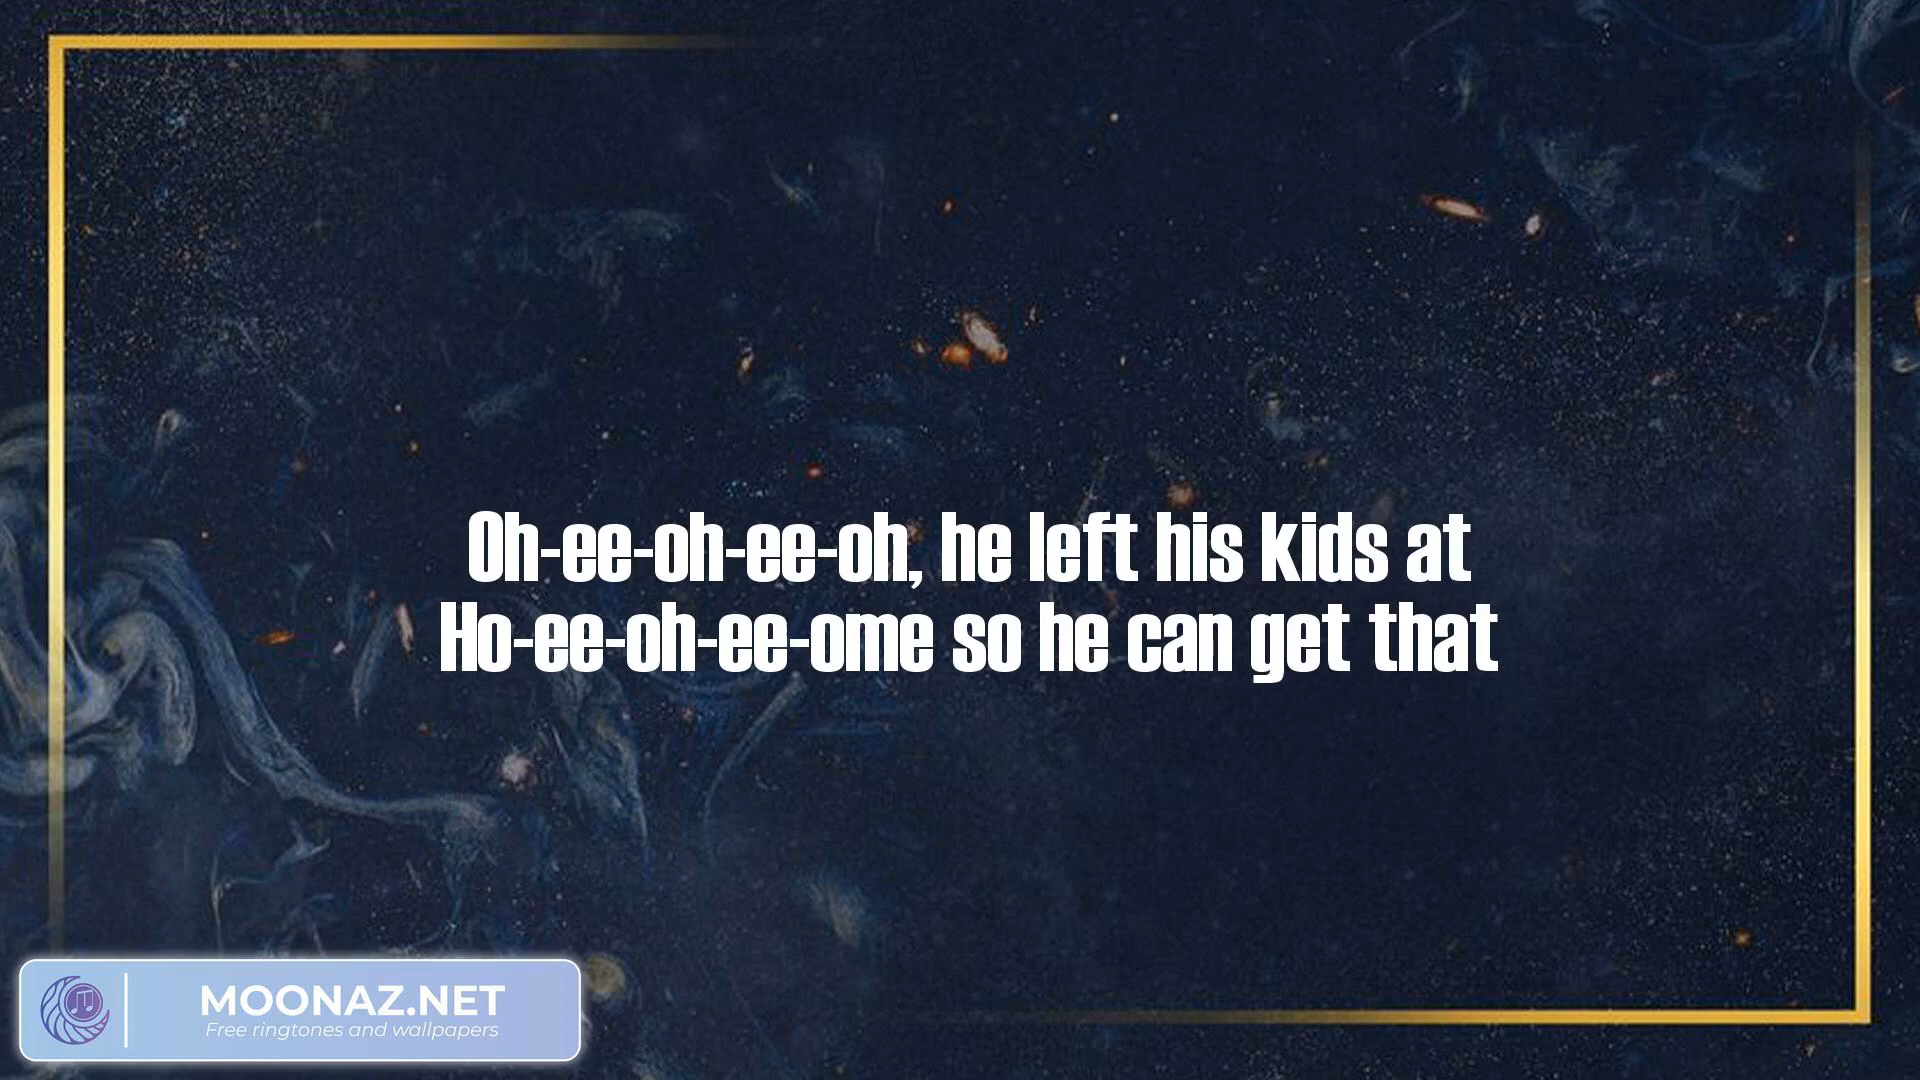 Oh-ee-oh-ee-oh, he left his kids at
Ho-ee-oh-ee-ome so he can get that
MOONAZ.NET
Free ringtones and wallpapers